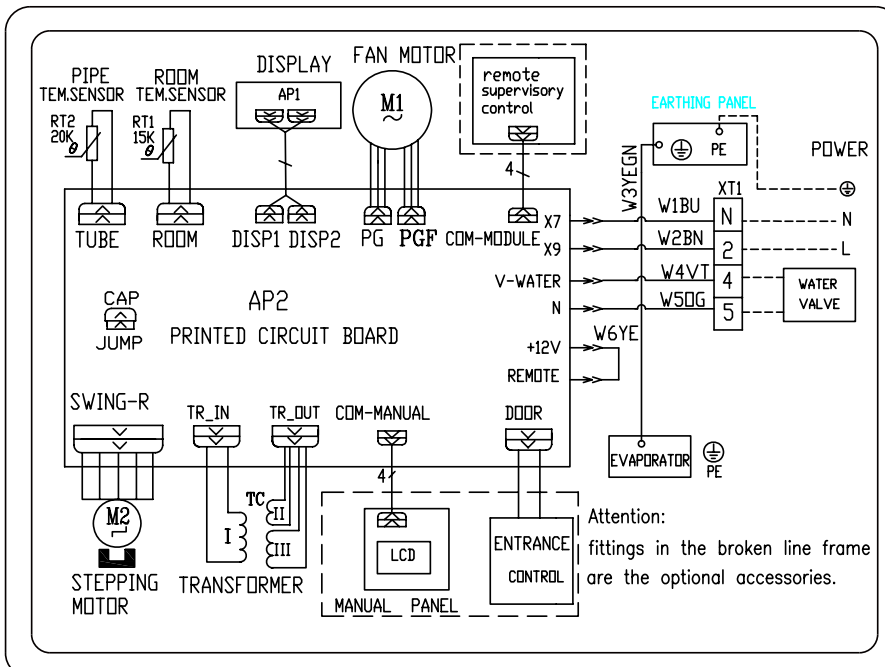 PIPE
TEM.SENSOR
ROOM
TEM.SENSOR
DISPLAY
FAN MOTOR
AP1
M1
~
remote
supervisory
control
EARTHING PANEL
PE
POWER
RT2
20K
θ
RT1
15K
θ
4
W3YEGN
XT1
TUBE
ROOM
DISP1 DISP2
PG
PGF
COM-MODULE
X7
W1BU
N
N
X9
W2BN
2
L
V-WATER
W4VT
4
WATER
VALVE
N
W5OG
5
CAP
JUMP
AP2
PRINTED CIRCUIT BOARD
+12V
W6YE
REMOTE
SWING-R
TR_IN
TR_OUT
COM-MANUAL
DOOR
EVAPORATOR
PE
4
M2
TC
I
II
III
LCD
ENTRANCE
CONTROL
STEPPING
MOTOR
TRANSFORMER
MANUAL PANEL
Attention:
fittings in the broken line frame
are the optional accessories.